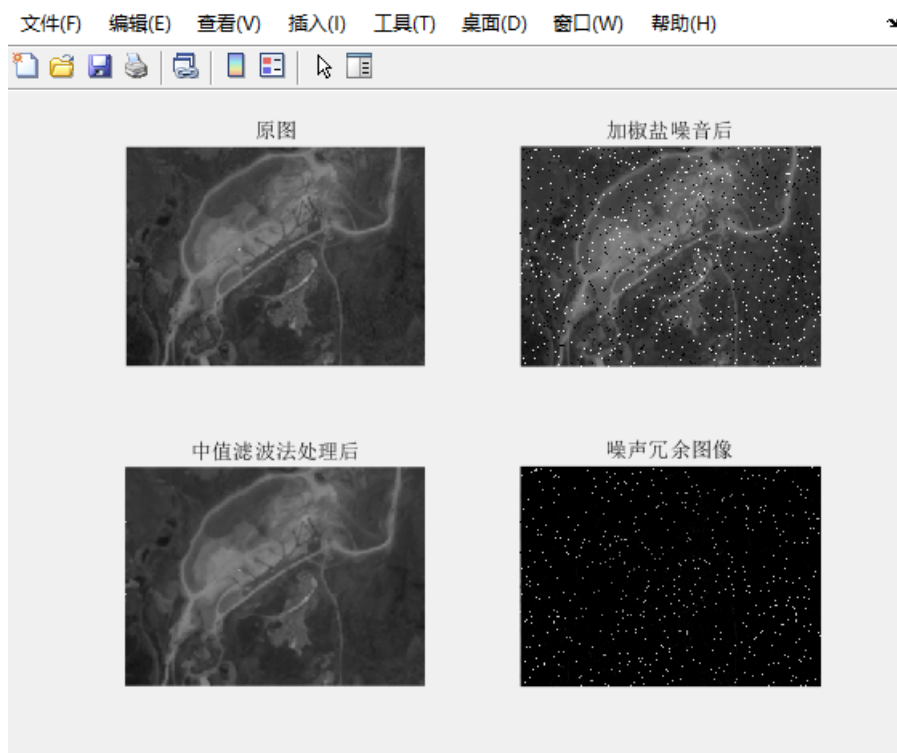 文件(F) 编辑(E) 查看(V) 插入(I) 工具(T) 桌面(D) 窗口(W) 帮助(H)
原图
加椒盐噪音后
中值滤波法处理后
噪声冗余图像